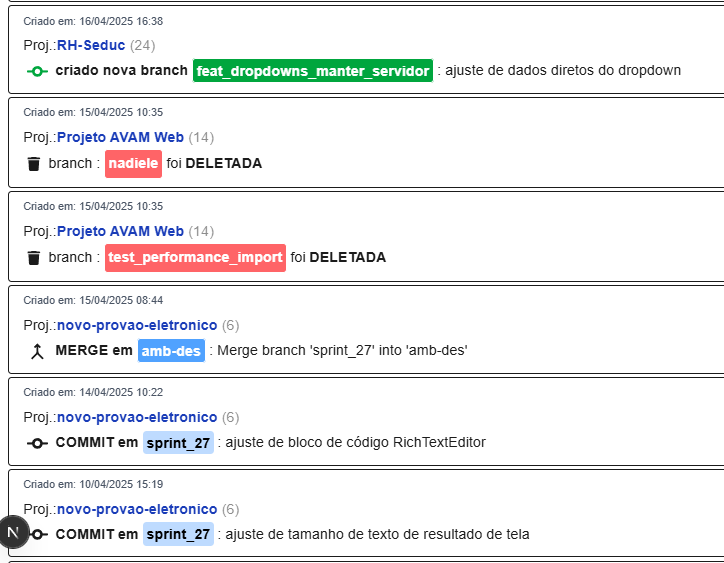 Criado em: 16/04/2025 16:38
Proj.:RH-Seduc (24)
criado nova branch feat_dropdowns_manter_servidor : ajuste de dados diretos do dropdown
Criado em: 15/04/2025 10:35
Proj.:Projeto AVAM Web (14)
branch : nadiele foi DELETADA
Criado em: 15/04/2025 10:35
Proj.:Projeto AVAM Web (14)
branch : test_performance_import foi DELETADA
Criado em: 15/04/2025 08:44
Proj.:novo-provao-eletronico (6)
MERGE em amb-des : Merge branch 'sprint_27' into 'amb-des'
Criado em: 14/04/2025 10:22
Proj.:novo-provao-eletronico (6)
COMMIT em sprint_27 : ajuste de bloco de código RichTextEditor
Criado em: 10/04/2025 15:19
Proj.:novo-provao-eletronico (6)
N COMMIT em sprint_27 : ajuste de tamanho de texto de resultado de tela